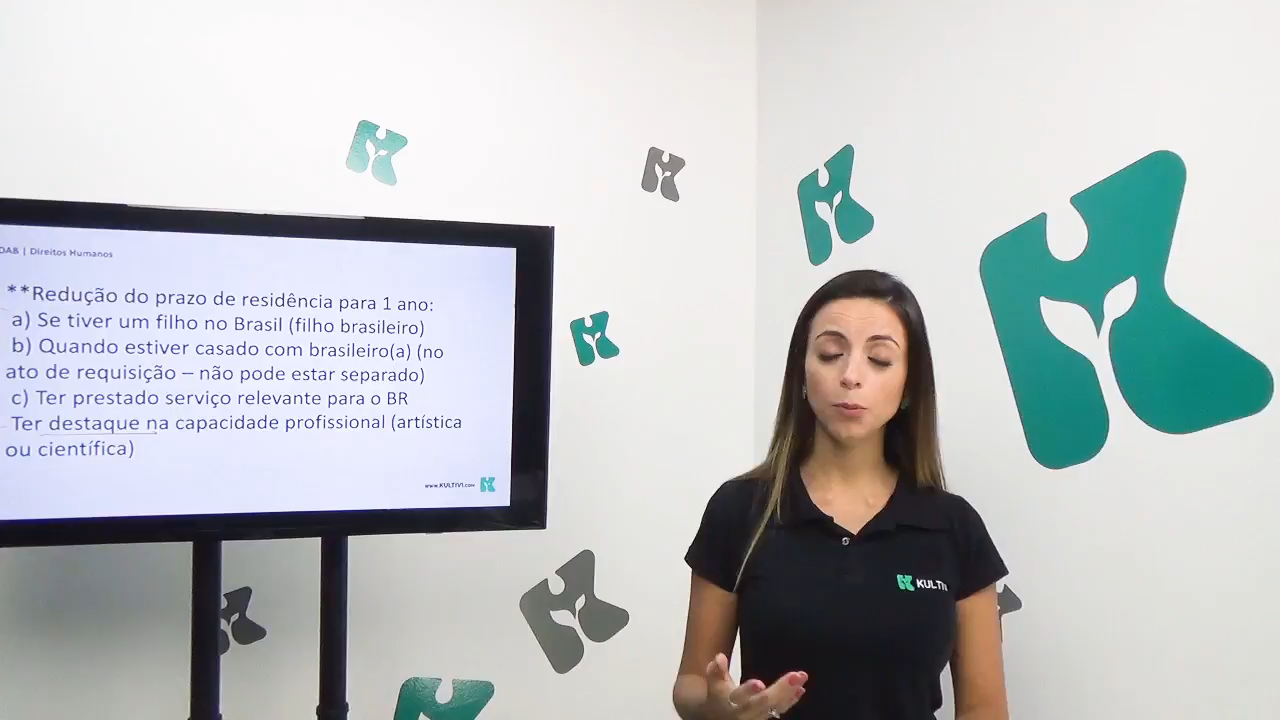 OAB | Direitos Humanos
**Redução do prazo de residência para 1 ano:
a) Se tiver um filho no Brasil (filho brasileiro)
b) Quando estiver casado com brasileiro(a) (no
ato de requisição – não pode estar separado)
c) Ter prestado serviço relevante para o BR
Ter destaque na capacidade profissional (artística
ou científica)
www.KULTIVI.com
KULTIVI